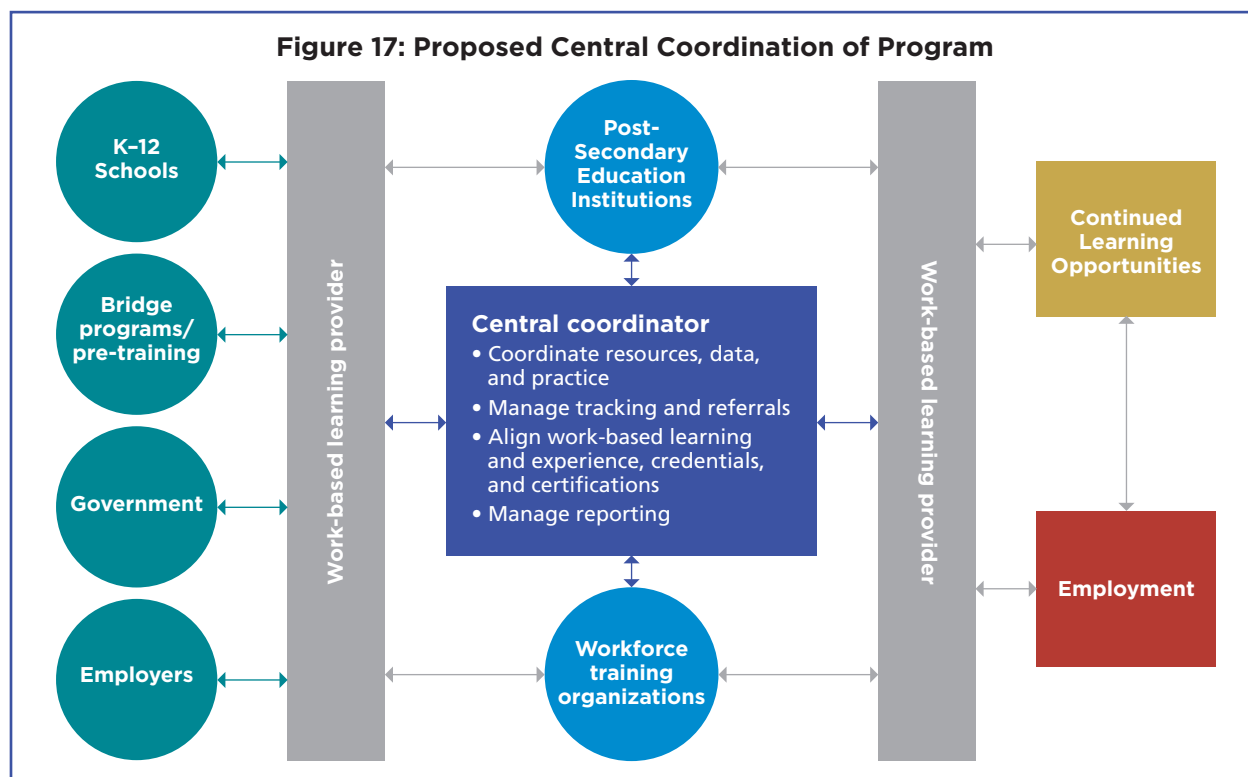 Figure 17: Proposed Central Coordination of Program
K–12
Schools
Bridge
programs/
pre-training
Government
Employers
Work-based learning provider
Post-
Secondary
Education
Institutions
Central coordinator
• Coordinate resources, data,
and practice
• Manage tracking and referrals
• Align work-based learning
and experience, credentials,
and certifications
• Manage reporting
Workforce
training
organizations
Work-based learning provider
Continued
Learning
Opportunities
Employment